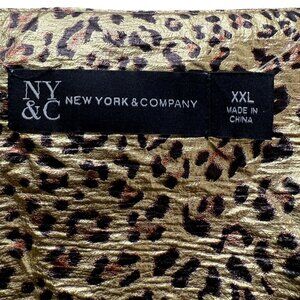 NY
&C NEW YORK & COMPANY
XXL
MADE IN
CHINA